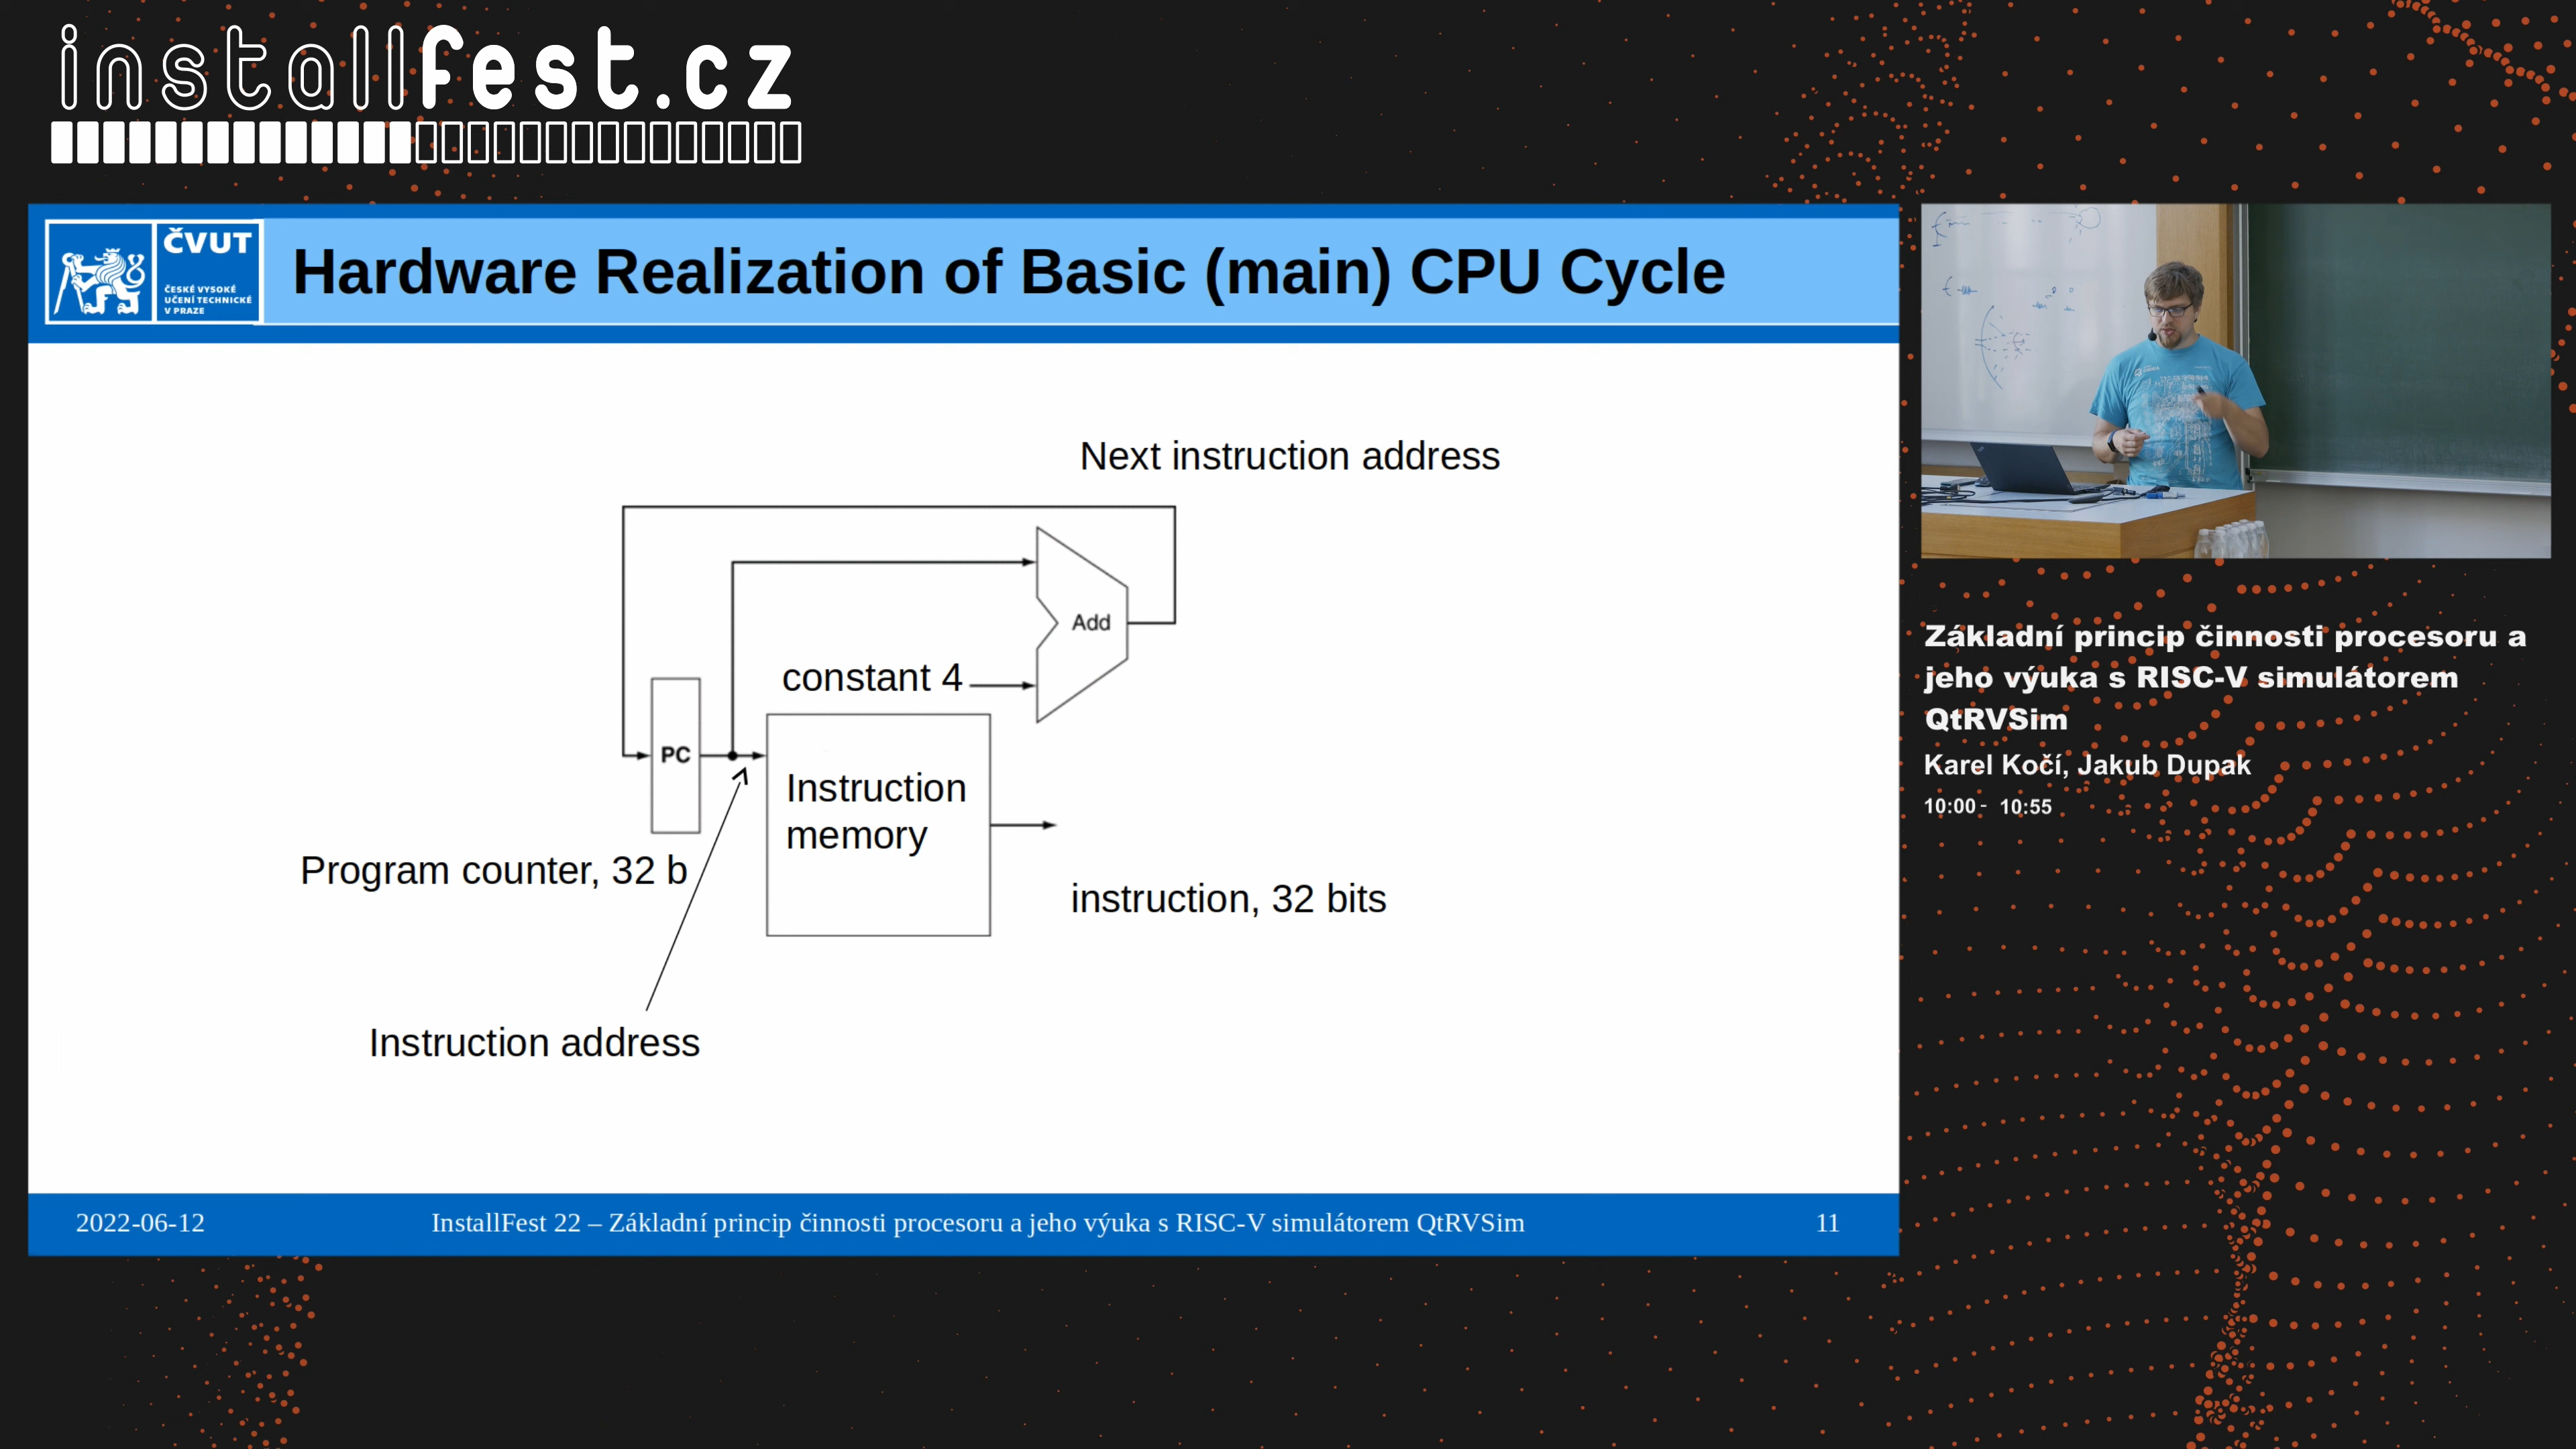 installfest.cz
ČVUT
ČESKÉ VYSOKÉ
UČENÍ TECHNICKÉ
V PRAZE
Hardware Realization of Basic (main) CPU Cycle
Next instruction address
Add
constant 4
PC
Instruction
memory
Program counter, 32 b
instruction, 32 bits
Instruction address
2022-06-12
InstallFest 22 – Základní princip činnosti procesoru a jeho výuka s RISC-V simulátorem QtRVSim
11
Základní princip činnosti procesoru a
jeho výuka s RISC-V simulátorem
QtRVSim
Karel Kočí, Jakub Dupak
10:00 - 10:55